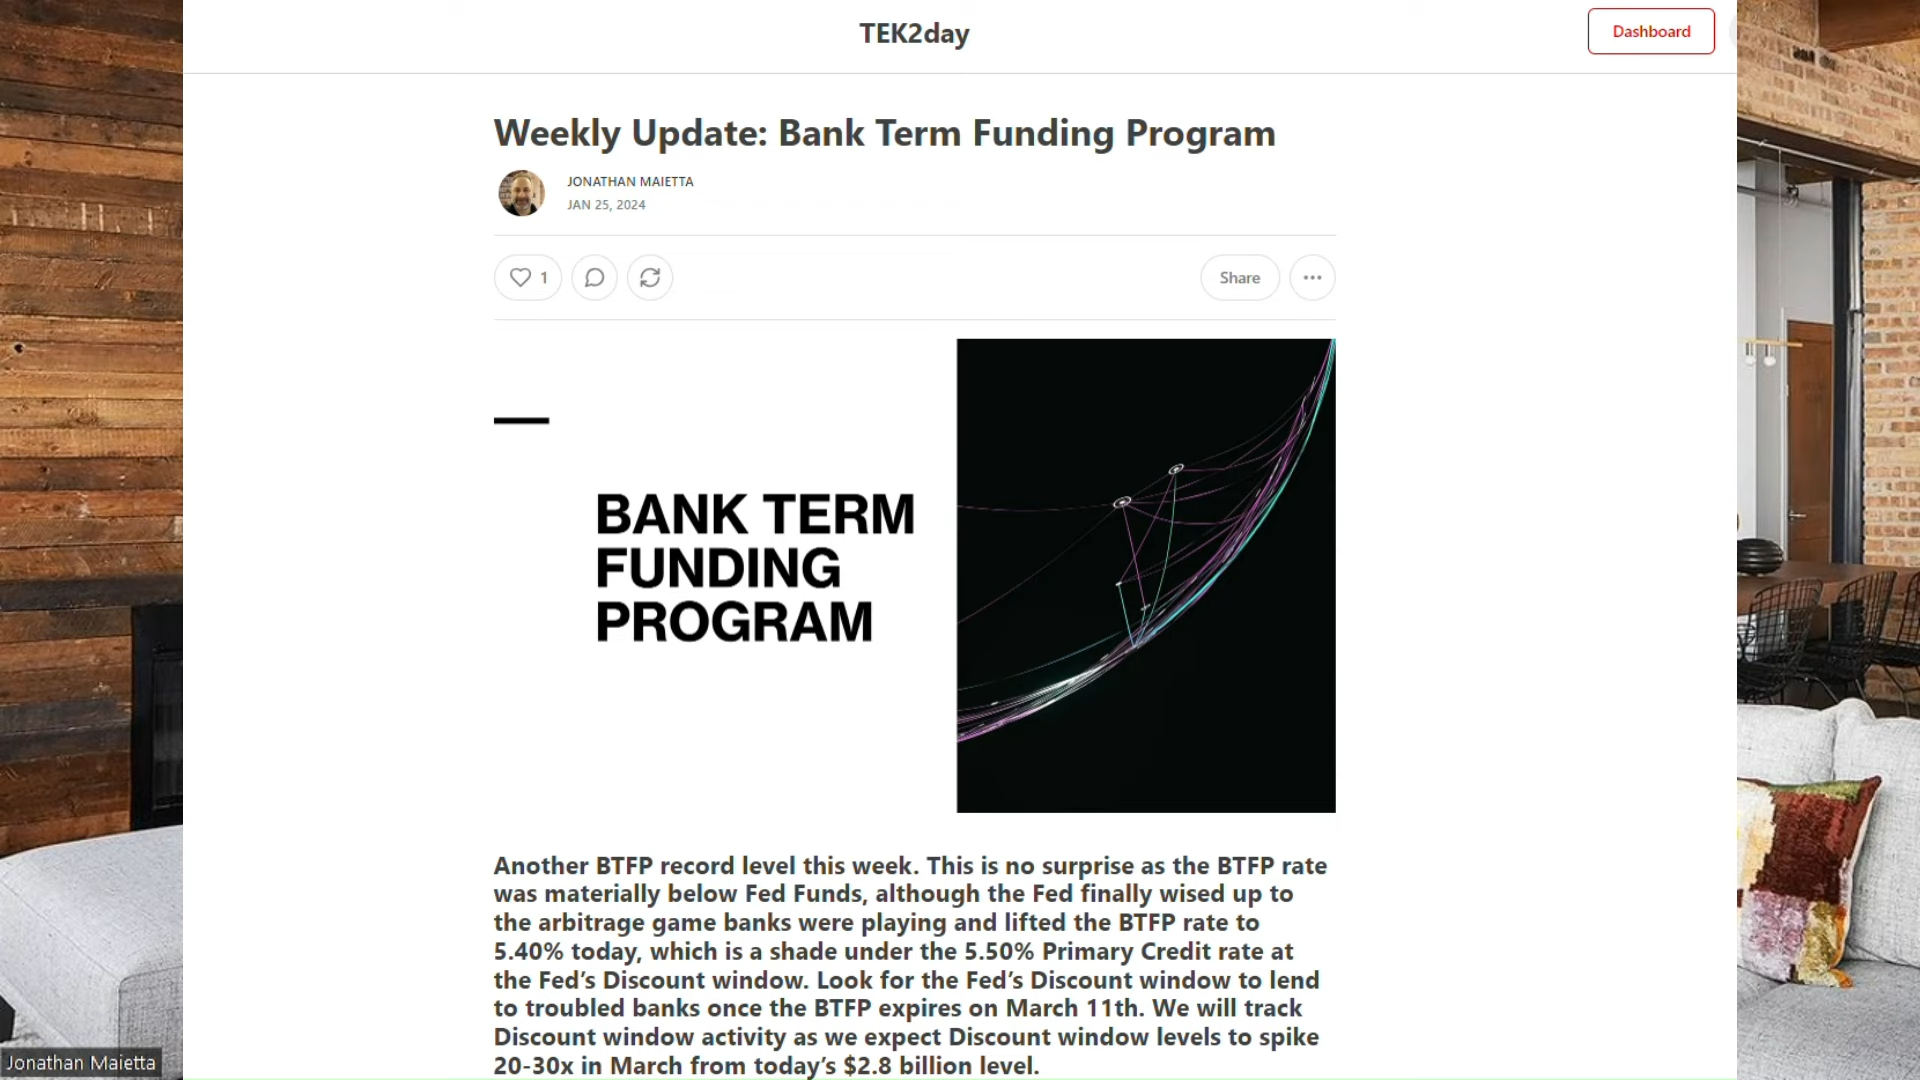 TEK2day
Dashboard
Weekly Update: Bank Term Funding Program
JONATHAN MAIETTA
JAN 25, 2024
1
Share
BANK TERM
FUNDING
PROGRAM
Another BTFP record level this week. This is no surprise as the BTFP rate
was materially below Fed Funds, although the Fed finally wised up to
the arbitrage game banks were playing and lifted the BTFP rate to
5.40% today, which is a shade under the 5.50% Primary Credit rate at
the Fed’s Discount window. Look for the Fed’s Discount window to lend
to troubled banks once the BTFP expires on March 11th. We will track
Discount window activity as we expect Discount window levels to spike
20-30x in March from today’s $2.8 billion level.
Jonathan Maietta